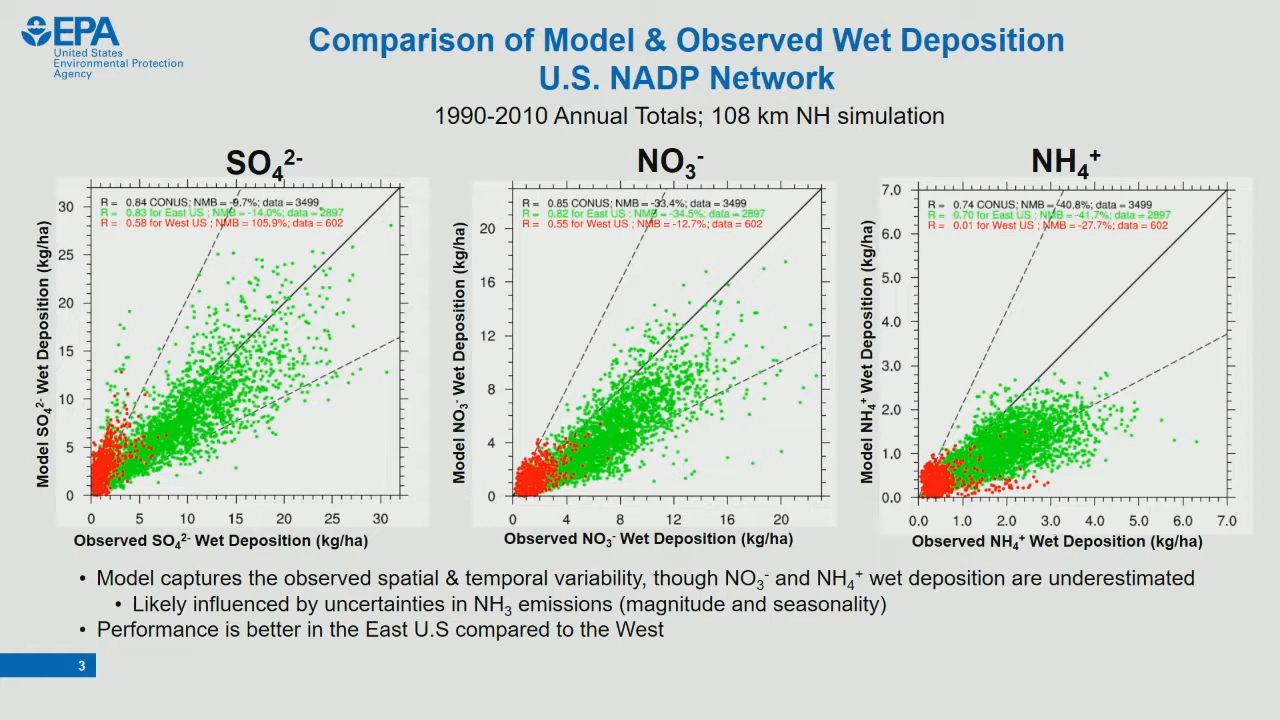 EPA
United States
Environmental Protection
Agency
Comparison of Model & Observed Wet Deposition
U.S. NADP Network
1990-2010 Annual Totals; 108 km NH simulation
SO₄²⁻
R = 0.84 CONUS; NMB = -9.7%; data = 3499
R = 0.83 for East US ; NMB = -14.0%; data = 2897
R = 0.58 for West US ; NMB = 105.9%; data = 602
Model SO₄²⁻ Wet Deposition (kg/ha)
30
25
20
15
10
5
0
0 5 10 15 20 25 30
Observed SO₄²⁻ Wet Deposition (kg/ha)
NO₃⁻
R = 0.85 CONUS; NMB = -33.4%; data = 3499
R = 0.82 for East US ; NMB = -34.5%; data = 2897
R = 0.55 for West US ; NMB = -12.7%; data = 602
Model NO₃⁻ Wet Deposition (kg/ha)
20
16
12
8
4
0
0 4 8 12 16 20
Observed NO₃⁻ Wet Deposition (kg/ha)
NH₄⁺
R = 0.74 CONUS; NMB = -40.8%; data = 3499
R = 0.70 for East US ; NMB = -41.7%; data = 2897
R = 0.01 for West US ; NMB = -27.7%; data = 602
Model NH₄⁺ Wet Deposition (kg/ha)
7.0
6.0
5.0
4.0
3.0
2.0
1.0
0.0
0.0 1.0 2.0 3.0 4.0 5.0 6.0 7.0
Observed NH₄⁺ Wet Deposition (kg/ha)
• Model captures the observed spatial & temporal variability, though NO₃⁻ and NH₄⁺ wet deposition are underestimated
• Likely influenced by uncertainties in NH₃ emissions (magnitude and seasonality)
• Performance is better in the East U.S compared to the West
3